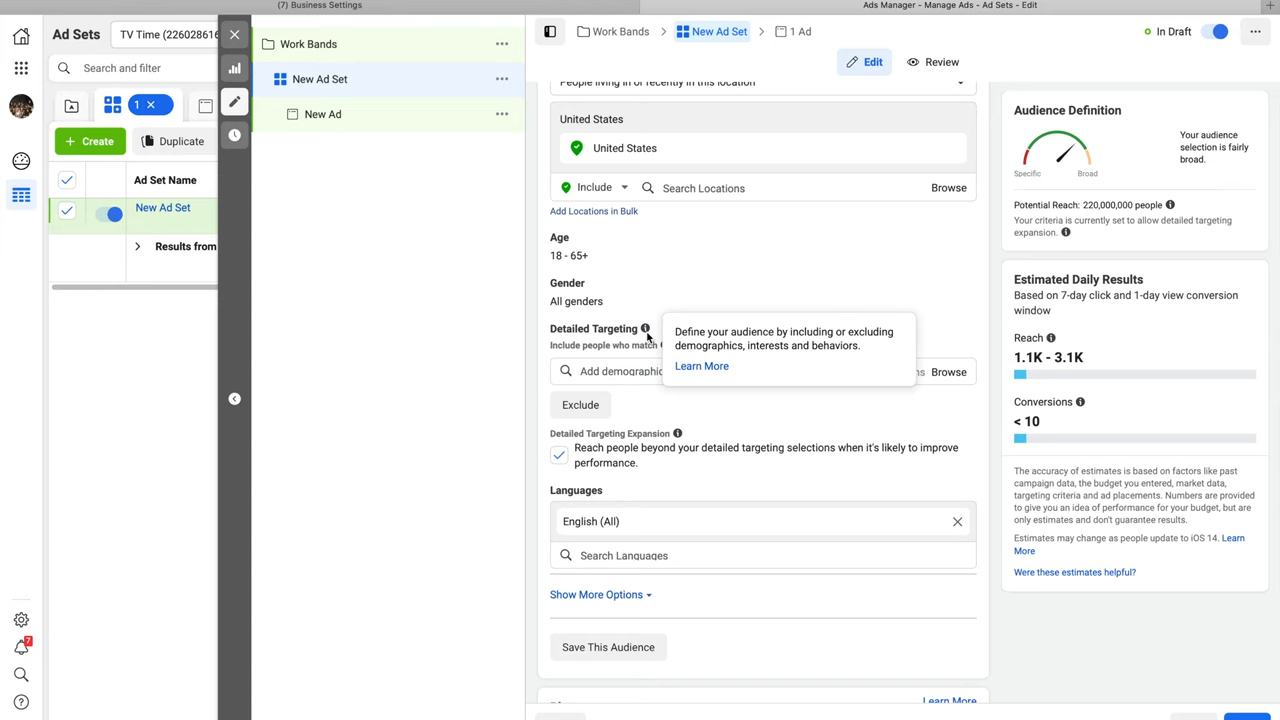 (7) Business Settings
Ads Manager - Manage Ads - Ad Sets - Edit
Ad Sets
TV Time (226028616
Search and filter
1
Create
Duplicate
Ad Set Name
New Ad Set
Results from
7
Work Bands
New Ad Set
New Ad
Work Bands
New Ad Set
1 Ad
In Draft
Edit
Review
People living in or recently in this location
United States
United States
Include
Search Locations
Browse
Add Locations in Bulk
Age
18 - 65+
Gender
All genders
Detailed Targeting
Include people who match
Define your audience by including or excluding
demographics, interests and behaviors.
Learn More
Add demographic
Browse
Exclude
Detailed Targeting Expansion
Reach people beyond your detailed targeting selections when it's likely to improve
performance.
Languages
English (All)
Search Languages
Show More Options
Save This Audience
Learn More
Audience Definition
Specific
Broad
Your audience
selection is fairly
broad.
Potential Reach: 220,000,000 people
Your criteria is currently set to allow detailed targeting
expansion.
Estimated Daily Results
Based on 7-day click and 1-day view conversion
window
Reach
1.1K - 3.1K
Conversions
< 10
The accuracy of estimates is based on factors like past
campaign data, the budget you entered, market data,
targeting criteria and ad placements. Numbers are provided
to give you an idea of performance for your budget, but are
only estimates and don't guarantee results.
Estimates may change as people update to iOS 14. Learn
More
Were these estimates helpful?